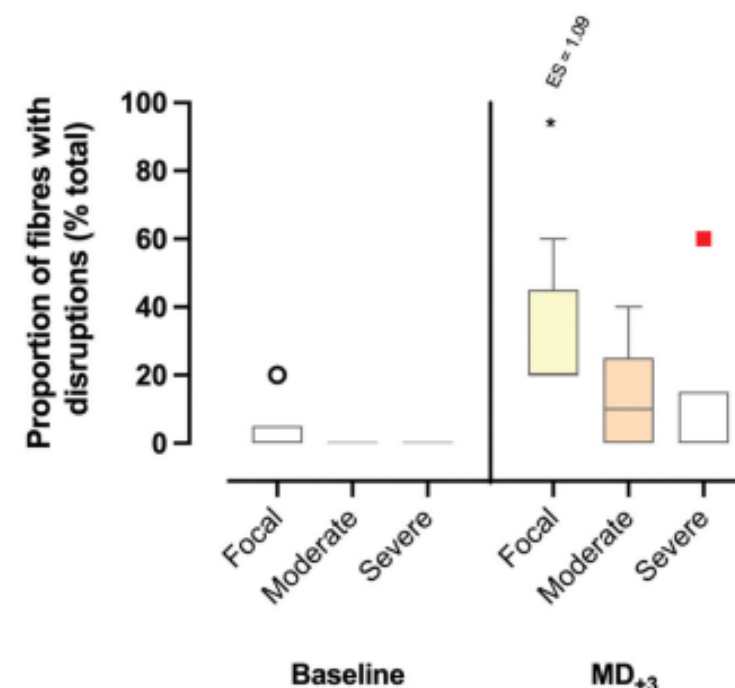 ES = 1.09
*
Proportion of fibres with
disruptions (% total)
100
80
60
40
20
0
Focal
Moderate
Severe
Focal
Moderate
Severe
Baseline
MD+3